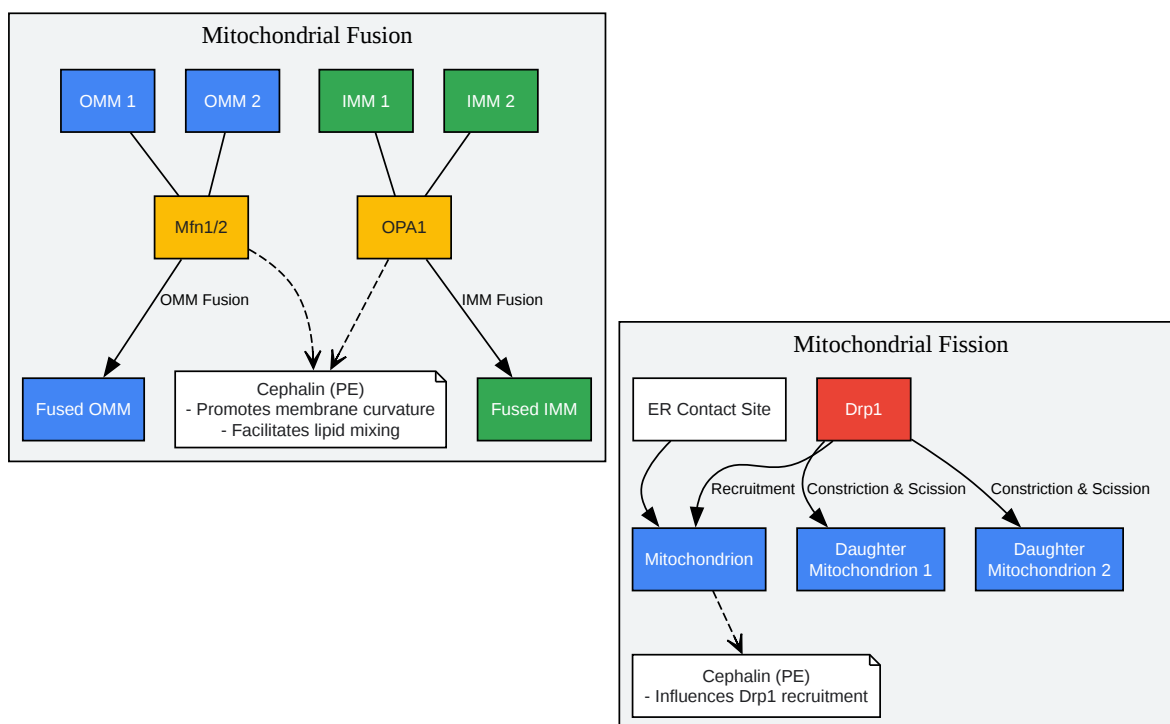 Mitochondrial Fusion
OMM 1
OMM 2
IMM 1
IMM 2
Mfn1/2
OPA1
OMM Fusion
IMM Fusion
Fused OMM
Cephalin (PE)
- Promotes membrane curvature
- Facilitates lipid mixing
Fused IMM
Mitochondrial Fission
ER Contact Site
Drp1
Recruitment
Constriction & Scission
Constriction & Scission
Mitochondrion
Daughter
Mitochondrion 1
Daughter
Mitochondrion 2
Cephalin (PE)
- Influences Drp1 recruitment